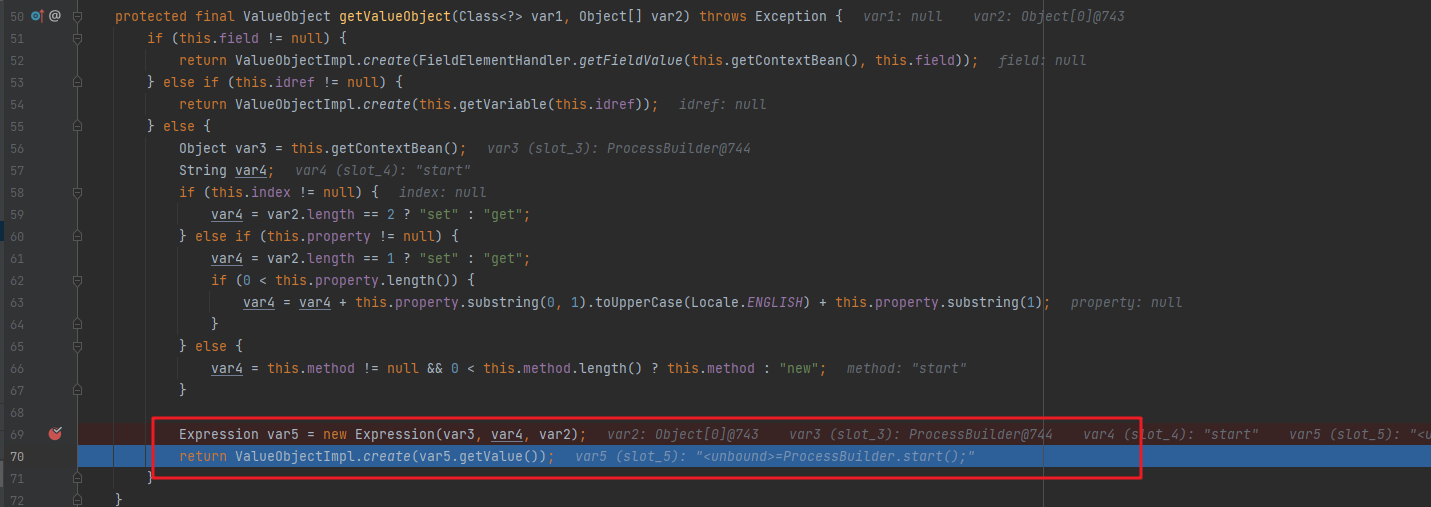 50 @ protected final ValueObject getValueObject(Class<?> var1, Object[] var2) throws Exception { var1: null var2: Object[0]@743
51 if (this.field != null) {
52 return ValueObjectImpl.create(FieldElementHandler.getFieldValue(this.getContextBean(), this.field)); field: null
53 } else if (this.idref != null) {
54 return ValueObjectImpl.create(this.getVariable(this.idref)); idref: null
55 } else {
56 Object var3 = this.getContextBean(); var3 (slot_3): ProcessBuilder@744
57 String var4; var4 (slot_4): "start"
58 if (this.index != null) { index: null
59 var4 = var2.length == 2 ? "set" : "get";
60 } else if (this.property != null) {
61 var4 = var2.length == 1 ? "set" : "get";
62 if (0 < this.property.length()) {
63 var4 = var4 + this.property.substring(0, 1).toUpperCase(Locale.ENGLISH) + this.property.substring(1); property: null
64 }
65 } else {
66 var4 = this.method != null && 0 < this.method.length() ? this.method : "new"; method: "start"
67 }
68
69 Expression var5 = new Expression(var3, var4, var2); var2: Object[0]@743 var3 (slot_3): ProcessBuilder@744 var4 (slot_4): "start" var5 (slot_5): "<u
70 return ValueObjectImpl.create(var5.getValue()); var5 (slot_5): "<unbound>=ProcessBuilder.start();"
71 }
72 }